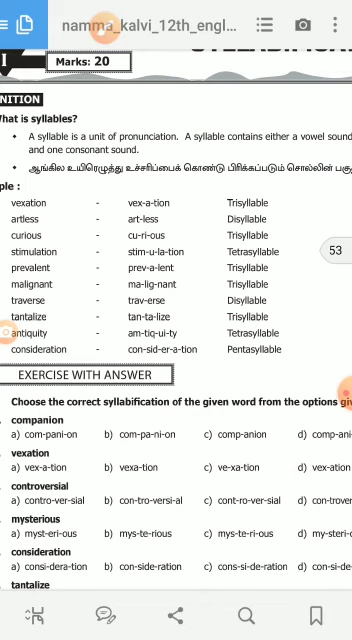 namma_kalvi_12th_engl...
I
Marks: 20
NITION
What is syllables?
• A syllable is a unit of pronunciation. A syllable contains either a vowel sound
and one consonant sound.
• ஆங்கில உயிரெழுத்து உச்சரிப்பைக் கொண்டு பிரிக்கப்படும் சொல்லின்
ple :
vexation - vex-a-tion Trisyllable
artless - art-less Disyllable
curious - cu-ri-ous Trisyllable
stimulation - stim-u-la-tion Tetrasyllable
53
prevalent - prev-a-lent Trisyllable
malignant - ma-lig-nant Trisyllable
traverse - trav-erse Disyllable
tantalize - tan-ta-lize Trisyllable
antiquity - am-tiq-ui-ty Tetrasyllable
consideration - con-sid-er-a-tion Pentasyllable
EXERCISE WITH ANSWER
Choose the correct syllabification of the given word from the options
companion
a) com-pani-on b) com-pa-ni-on c) comp-anion d) comp-ani-
vexation
a) vex-a-tion b) vexa-tion c) ve-xa-tion d) vex-ation
controversial
a) contro-ver-sial b) con-tro-versi-al c) cont-ro-ver-sial d) con-trover
mysterious
a) myst-eri-ous b) mys-te-rious c) mys-te-ri-ous d) my-steri-
consideration
a) consi-dera-tion b) con-side-ration c) cons-si-de-ration d) con-si-de-
tantalize